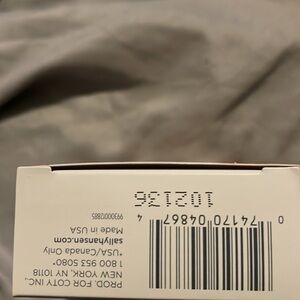 PROD. FOR COTY INC.,
NEW YORK, NY 10118
1 800 953 5080*
*USA/Canada Only
sallyhansen.com
Made in USA
99300012885
0 74170 04867 4
102136